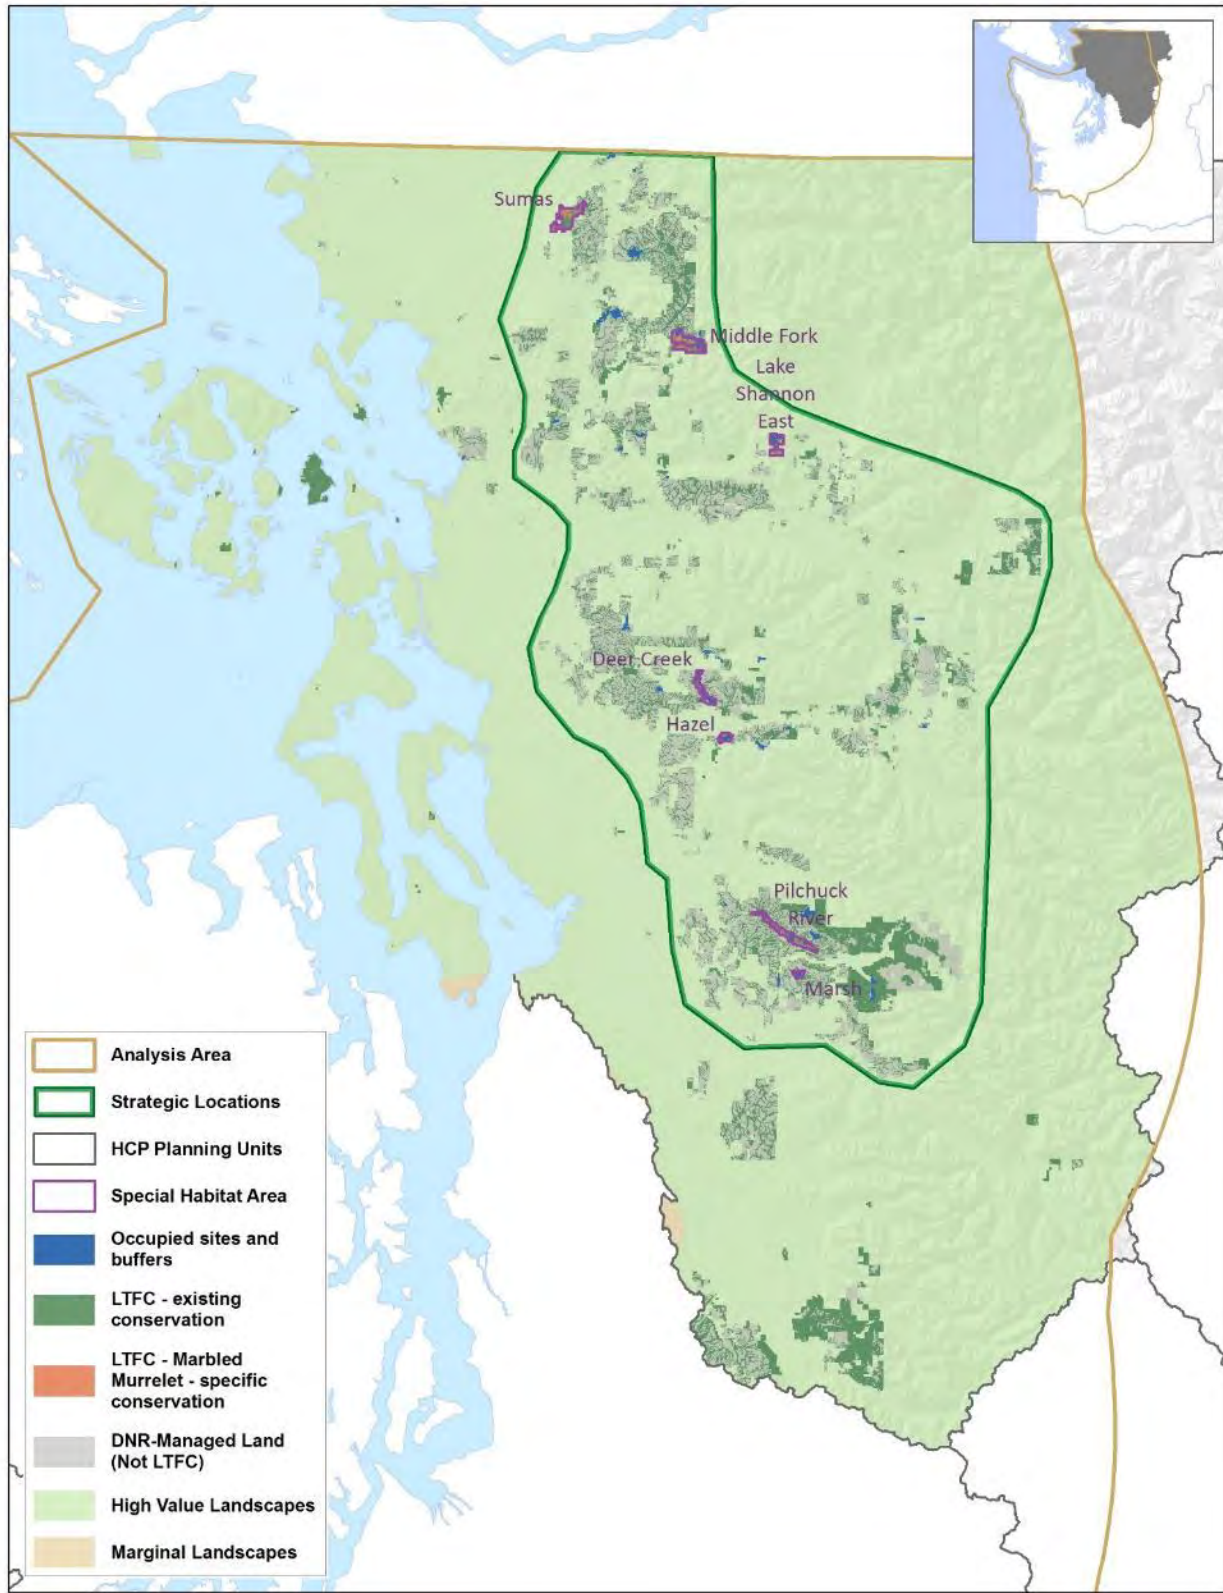 Sumas
Middle Fork
Lake
Shannon
East
Deer Creek
Hazel
Pilchuck
River
Marsh
Analysis Area
Strategic Locations
HCP Planning Units
Special Habitat Area
Occupied sites and
buffers
LTFC - existing
conservation
LTFC - Marbled
Murrelet - specific
conservation
DNR-Managed Land
(Not LTFC)
High Value Landscapes
Marginal Landscapes